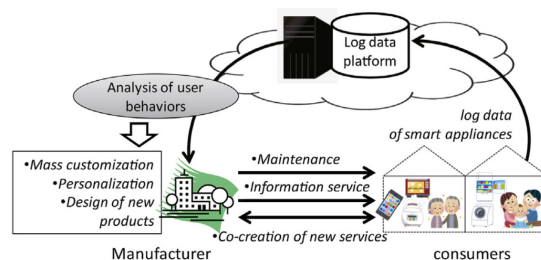 Log data
platform
Analysis of user
behaviors
log data
of smart appliances
•Mass customization
•Personalization
•Design of new
products
•Maintenance
•Information service
•Co-creation of new services
Manufacturer
consumers